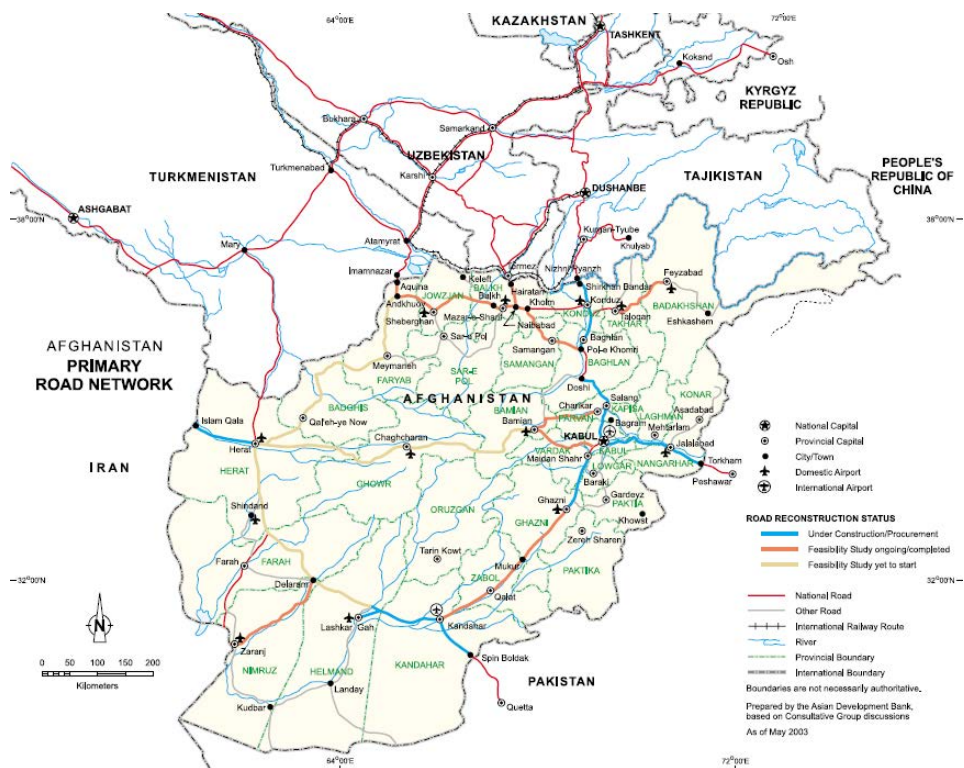 64°00'E
72°00'E
KAZAKHSTAN
TASHKENT
Kokand
Osh
KYRGYZ
REPUBLIC
Bukhara
Samarkand
UZBEKISTAN
Turkmenabad
Karshi
TURKMENISTAN
DUSHANBE
TAJIKISTAN
PEOPLE'S
REPUBLIC OF
CHINA
ASHGABAT
38°00'N
38°00'N
Mary
Atamyrat
Kurgan-Tyube
Khulyab
Imamnazar
Keleft
Nizhni Pyanzh
Aquina
BALKH
Hairatan
Shirkhan Bandar
Feyzabad
JOWZJAN
Balkh
Andkhuoy
Kholm
BADAKHSHAN
Mazar-e-Sharif
KONDUZ
Taloqan
Sheberghan
Naibabad
TAKHAR
Eshkashem
Sar-e Pol
Baghlan
Samangan
AFGHANISTAN
PRIMARY
ROAD NETWORK
Pol-e Khomri
Meymaneh
SAR-E
POL
SAMANGAN
BAGHLAN
FARYAB
Doshi
BADGHIS
AFGHANISTAN
KONAR
Salang
Islam Qala
Qal'eh-ye Now
BAMIAN
Charikar
KAPISA
LAGHMAN
Asadabad
PARVAN
Bagram
Mehtarlam
Herat
Chaghcharan
Bamian
KABUL
Jalalabad
IRAN
VARDAK
KABUL
Torkham
Maidan Shahr
LOWGAR
NANGARHAR
HERAT
Baraki
Peshawar
GHOWR
Gardeyz
PAKTIA
Ghazni
Shindand
ORUZGAN
GHAZNI
Khowst
Zereh Sharen
Tarin Kowt
Farah
Mukur
FARAH
PAKTIKA
32°00'N
Delaram
ZABOL
Qalat
32°00'N
Lashkar Gah
Kandahar
Zaranj
Spin Boldak
NIMRUZ
HELMAND
KANDAHAR
Landay
PAKISTAN
Kudbar
Quetta
N
0 50 100 150 200
Kilometers
National Capital
Provincial Capital
City/Town
Domestic Airport
International Airport
ROAD RECONSTRUCTION STATUS
Under Construction/Procurement
Feasibility Study ongoing/completed
Feasibility Study yet to start
National Road
Other Road
International Railway Route
River
Provincial Boundary
International Boundary
Boundaries are not necessarily authoritative.
Prepared by the Asian Development Bank,
based on Consultative Group discussions
As of May 2003
64°00'E
72°00'E